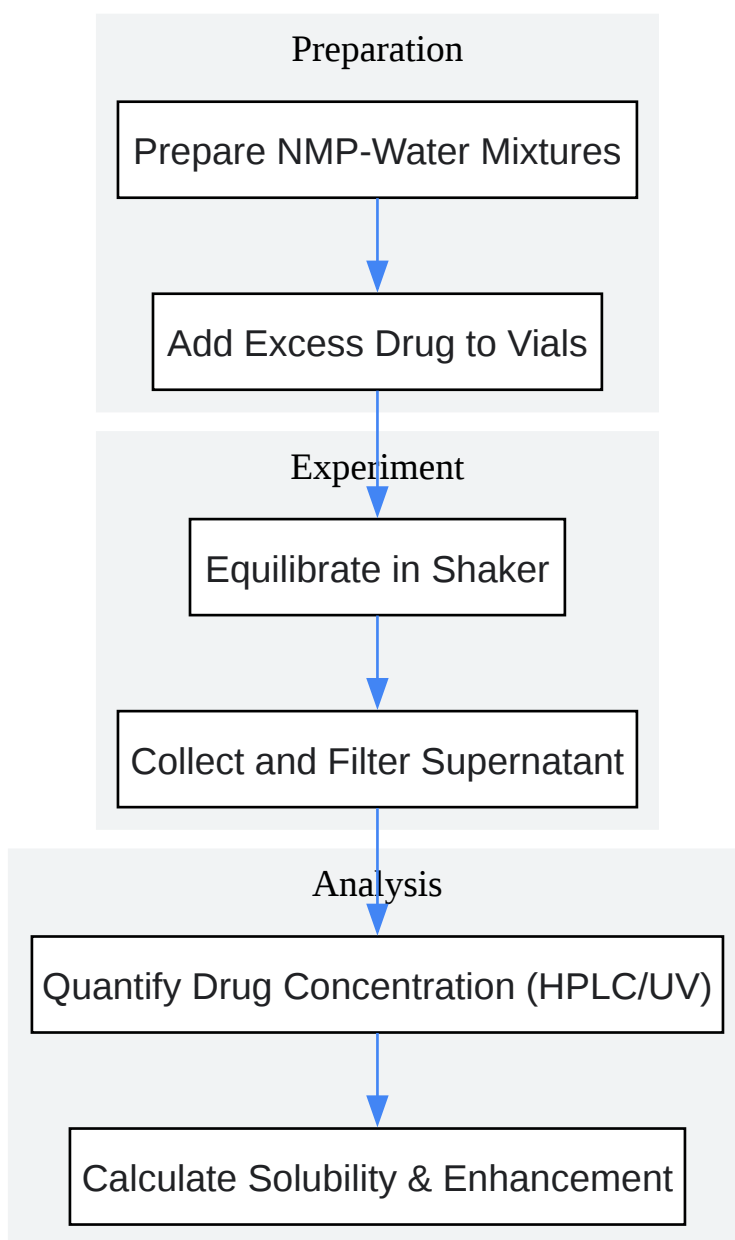 Preparation
Prepare NMP-Water Mixtures
Add Excess Drug to Vials
Experiment
Equilibrate in Shaker
Collect and Filter Supernatant
Analysis
Quantify Drug Concentration (HPLC/UV)
Calculate Solubility & Enhancement